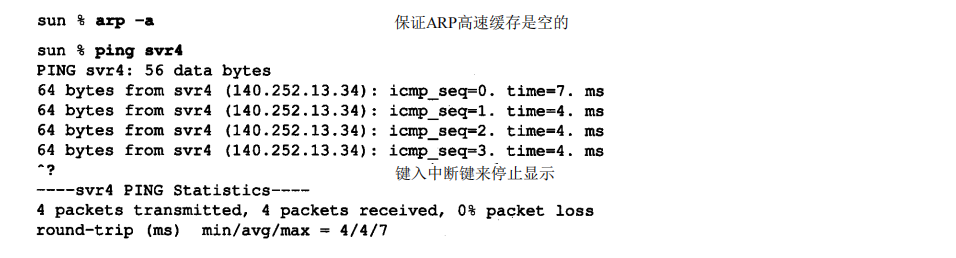 sun % arp -a 保证ARP高速缓存是空的
sun % ping svr4
PING svr4: 56 data bytes
64 bytes from svr4 (140.252.13.34): icmp_seq=0. time=7. ms
64 bytes from svr4 (140.252.13.34): icmp_seq=1. time=4. ms
64 bytes from svr4 (140.252.13.34): icmp_seq=2. time=4. ms
64 bytes from svr4 (140.252.13.34): icmp_seq=3. time=4. ms
^? 键入中断键来停止显示
----svr4 PING Statistics----
4 packets transmitted, 4 packets received, 0% packet loss
round-trip (ms)  min/avg/max = 4/4/7